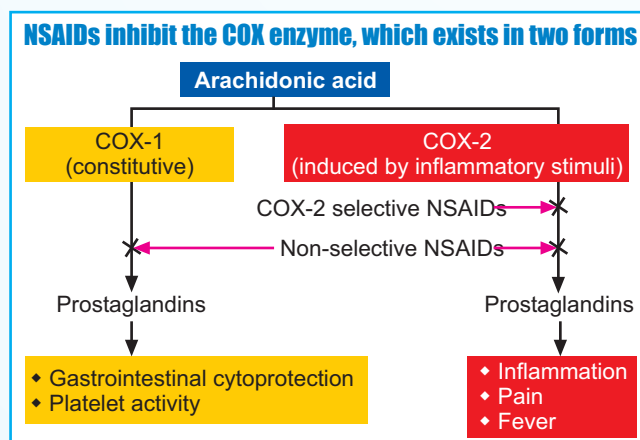 NSAIDs inhibit the COX enzyme, which exists in two forms
Arachidonic acid
COX-1
(constitutive)
COX-2
(induced by inflammatory stimuli)
COX-2 selective NSAIDs
Non-selective NSAIDs
Prostaglandins
Prostaglandins
◆ Gastrointestinal cytoprotection
◆ Platelet activity
◆ Inflammation
◆ Pain
◆ Fever